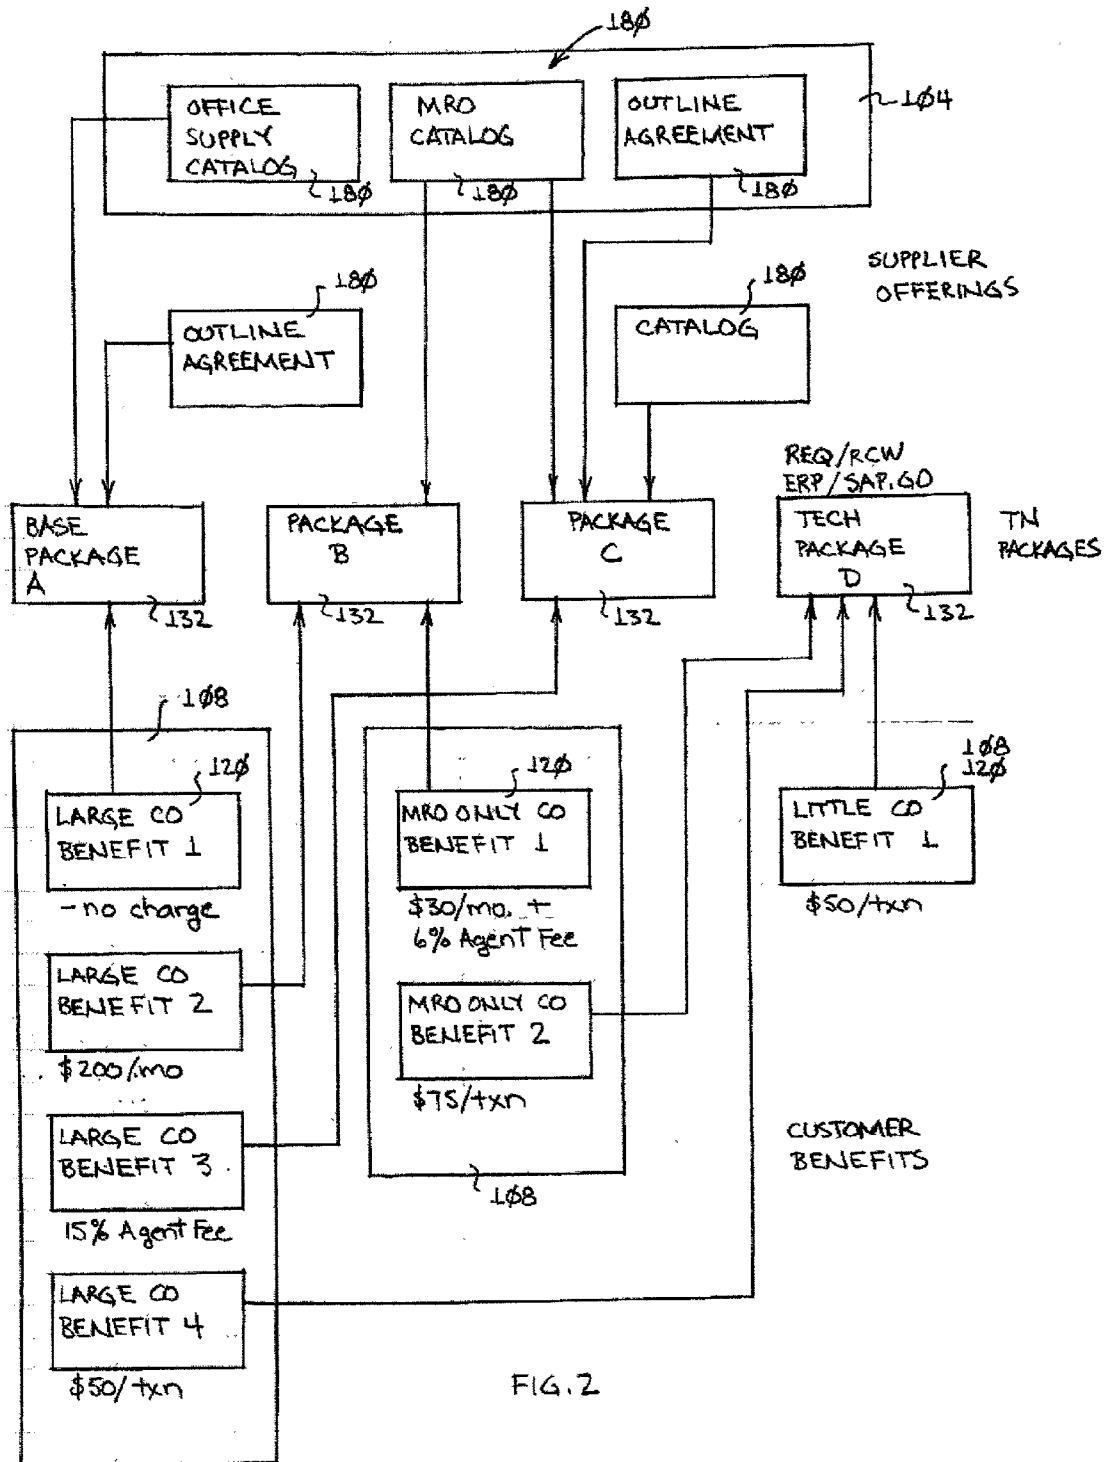 180
OFFICE
SUPPLY
CATALOG
180
MRO
CATALOG
180
OUTLINE
AGREEMENT
180
104
SUPPLIER
OFFERINGS
180
OUTLINE
AGREEMENT
180
CATALOG
REQ/RCW
ERP/SAP.GD
BASE
PACKAGE
A
132
PACKAGE
B
132
PACKAGE
C
132
TECH
PACKAGE
D
132
TN
PACKAGES
108
120
LARGE CO
BENEFIT 1
- no charge
LARGE CO
BENEFIT 2
$200/mo
LARGE CO
BENEFIT 3
15% Agent Fee
LARGE CO
BENEFIT 4
$50/txn
120
MRO ONLY CO
BENEFIT 1
$30/mo. +
6% Agent Fee
MRO ONLY CO
BENEFIT 2
$75/txn
108
108
120
LITTLE CO
BENEFIT 1
$50/txn
CUSTOMER
BENEFITS
FIG. 2